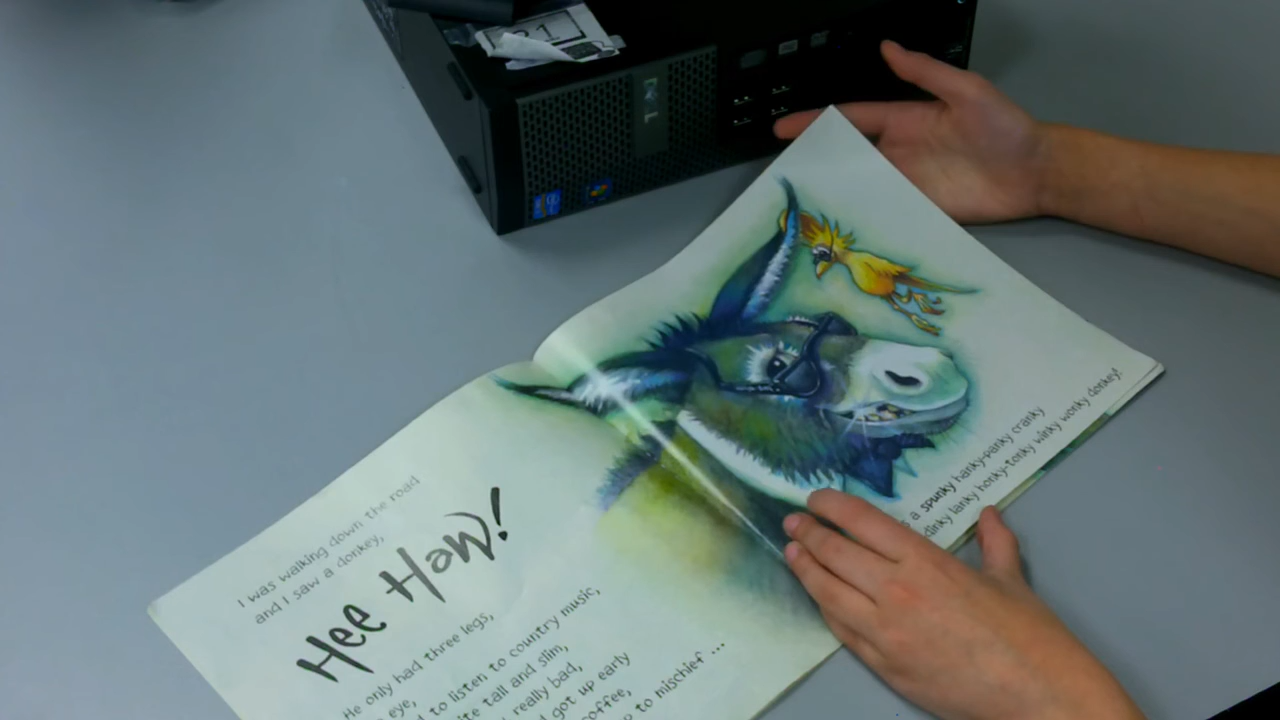 I was walking down the road
and I saw a donkey,
Hee Haw!
He only had three legs,
eye,
to listen to country music,
tall and slim,
really bad,
got up early
coffee,
to mischief ...
a spunky hanky-panky cranky
dinky lanky honky-tonky winky wonky donkey!
DELL